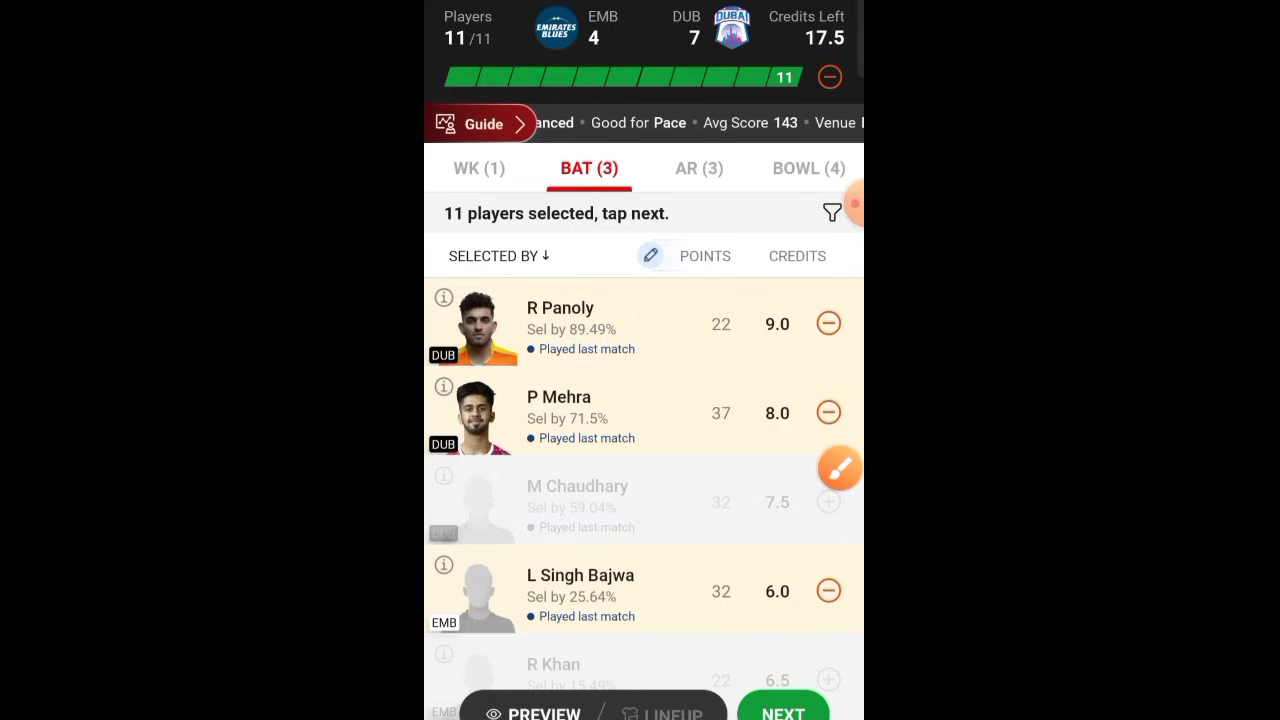 Players
11 /11
EMIRATES BLUES
EMB
4
DUB
7
DUBAI
Credits Left
17.5
11
Guide
anced • Good for Pace • Avg Score 143 • Venue
WK (1)
BAT (3)
AR (3)
BOWL (4)
11 players selected, tap next.
SELECTED BY ↓
POINTS
CREDITS
R Panoly
Sel by 89.49%
Played last match
DUB
22
9.0
P Mehra
Sel by 71.5%
Played last match
DUB
37
8.0
M Chaudhary
Sel by 59.04%
Played last match
DUB
32
7.5
L Singh Bajwa
Sel by 25.64%
Played last match
EMB
32
6.0
R Khan
Sel by 15.49%
EMB
22
6.5
PREVIEW / LINEUP
NEXT